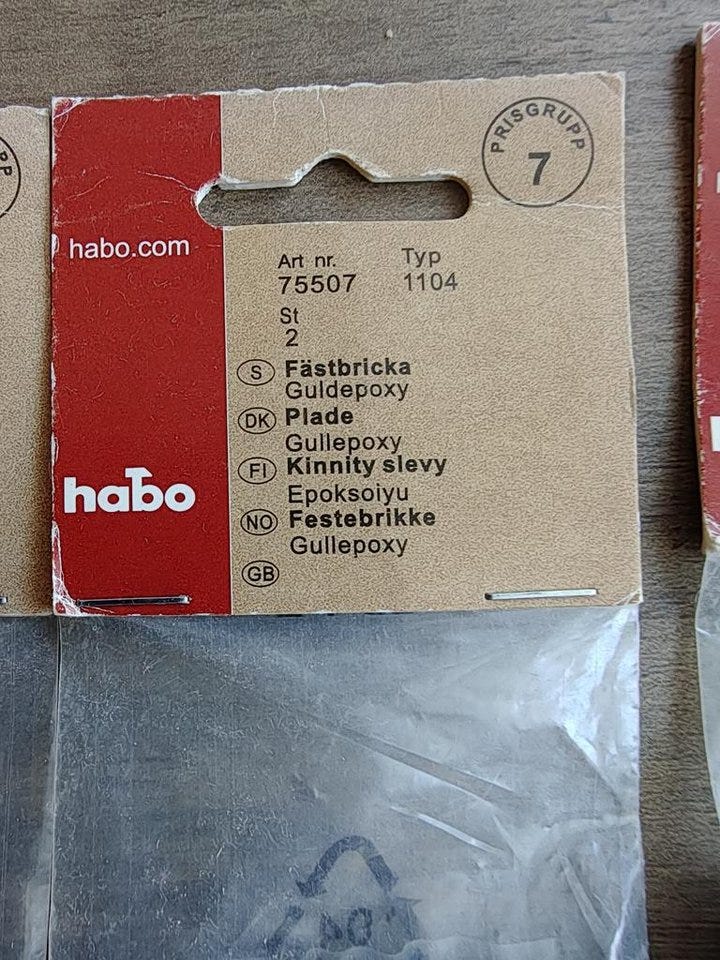 PRISGRUPP
7
habo.com
Art nr. Typ
75507 1104
St
2
S Fästbricka
Guldepoxy
DK Plade
Gullepoxy
FI Kinnity slevy
Epoksoiyu
NO Festebrikke
Gullepoxy
GB
habo